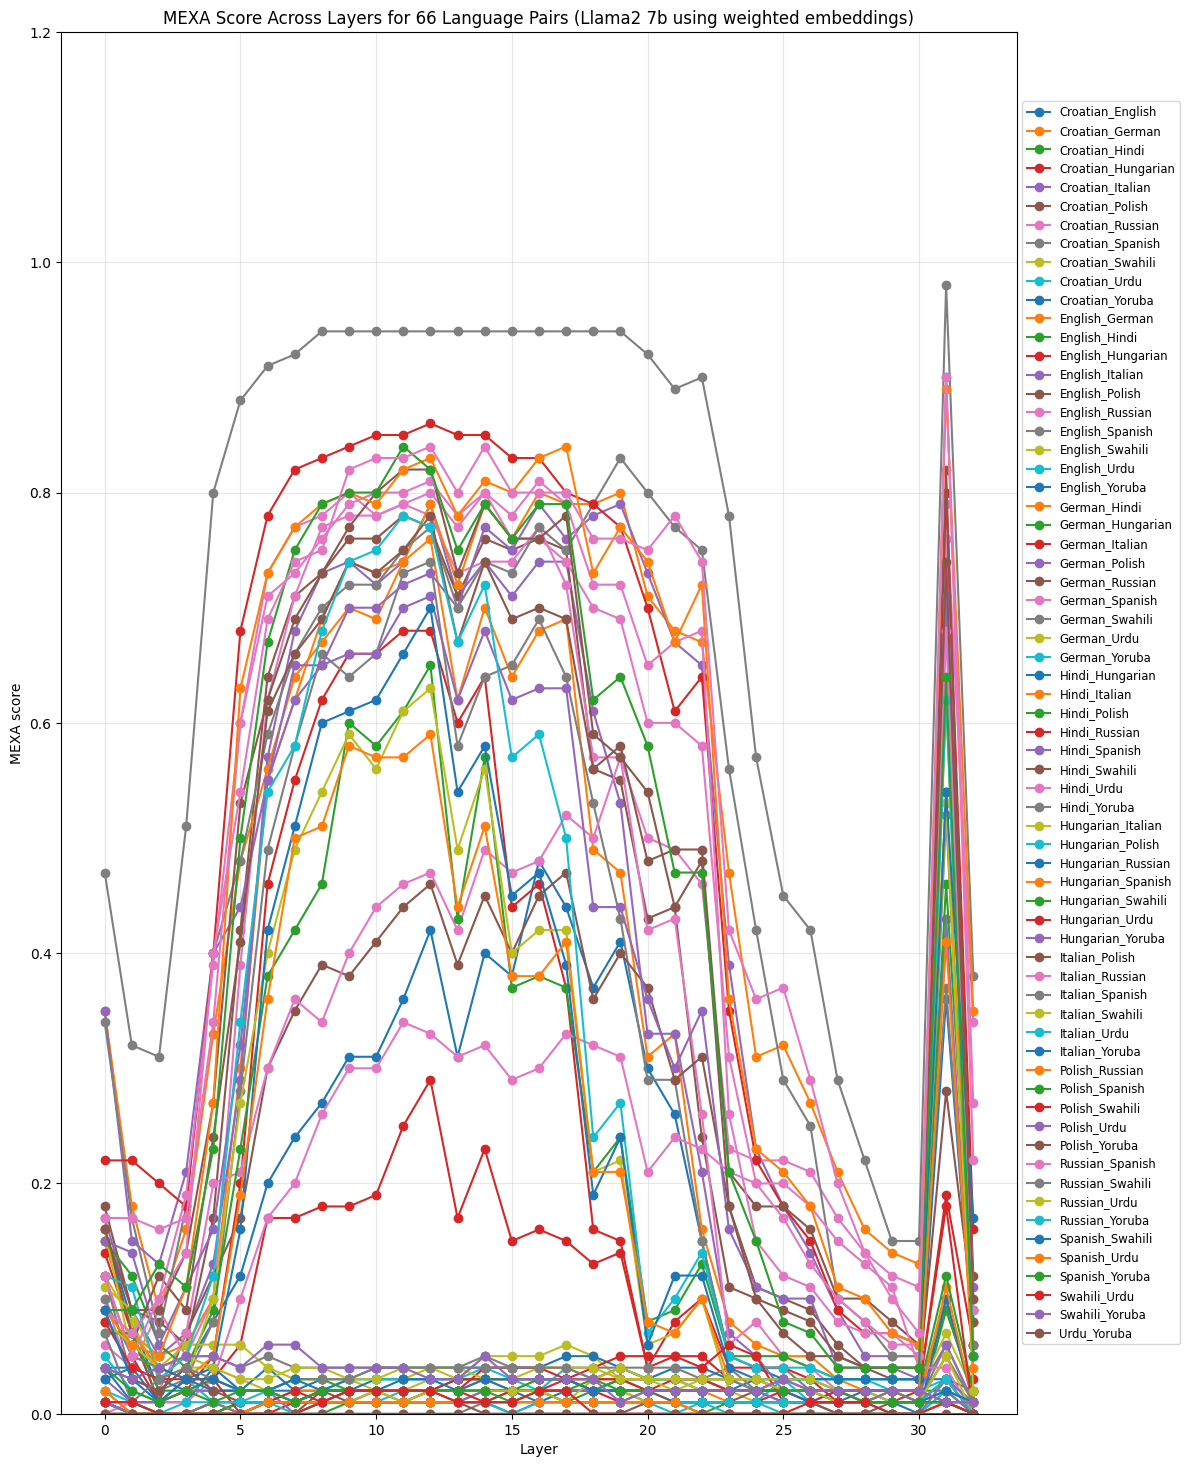 MEXA Score Across Layers for 66 Language Pairs (Llama2 7b using weighted embeddings)
1.2
1.0
0.8
0.6
0.4
0.2
0.0
MEXA score
0 5 10 15 20 25 30
Layer
Croatian_English
Croatian_German
Croatian_Hindi
Croatian_Hungarian
Croatian_Italian
Croatian_Polish
Croatian_Russian
Croatian_Spanish
Croatian_Swahili
Croatian_Urdu
Croatian_Yoruba
English_German
English_Hindi
English_Hungarian
English_Italian
English_Polish
English_Russian
English_Spanish
English_Swahili
English_Urdu
English_Yoruba
German_Hindi
German_Hungarian
German_Italian
German_Polish
German_Russian
German_Spanish
German_Swahili
German_Urdu
German_Yoruba
Hindi_Hungarian
Hindi_Italian
Hindi_Polish
Hindi_Russian
Hindi_Spanish
Hindi_Swahili
Hindi_Urdu
Hindi_Yoruba
Hungarian_Italian
Hungarian_Polish
Hungarian_Russian
Hungarian_Spanish
Hungarian_Swahili
Hungarian_Urdu
Hungarian_Yoruba
Italian_Polish
Italian_Russian
Italian_Spanish
Italian_Swahili
Italian_Urdu
Italian_Yoruba
Polish_Russian
Polish_Spanish
Polish_Swahili
Polish_Urdu
Polish_Yoruba
Russian_Spanish
Russian_Swahili
Russian_Urdu
Russian_Yoruba
Spanish_Swahili
Spanish_Urdu
Spanish_Yoruba
Swahili_Urdu
Swahili_Yoruba
Urdu_Yoruba